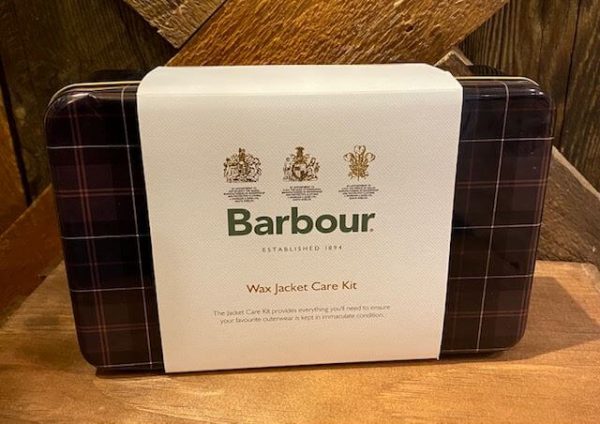 Barbour
ESTABLISHED 1894
Wax Jacket Care Kit
The Jacket Care Kit provides everything you'll need to ensure
your favourite outerwear is kept in immaculate condition.